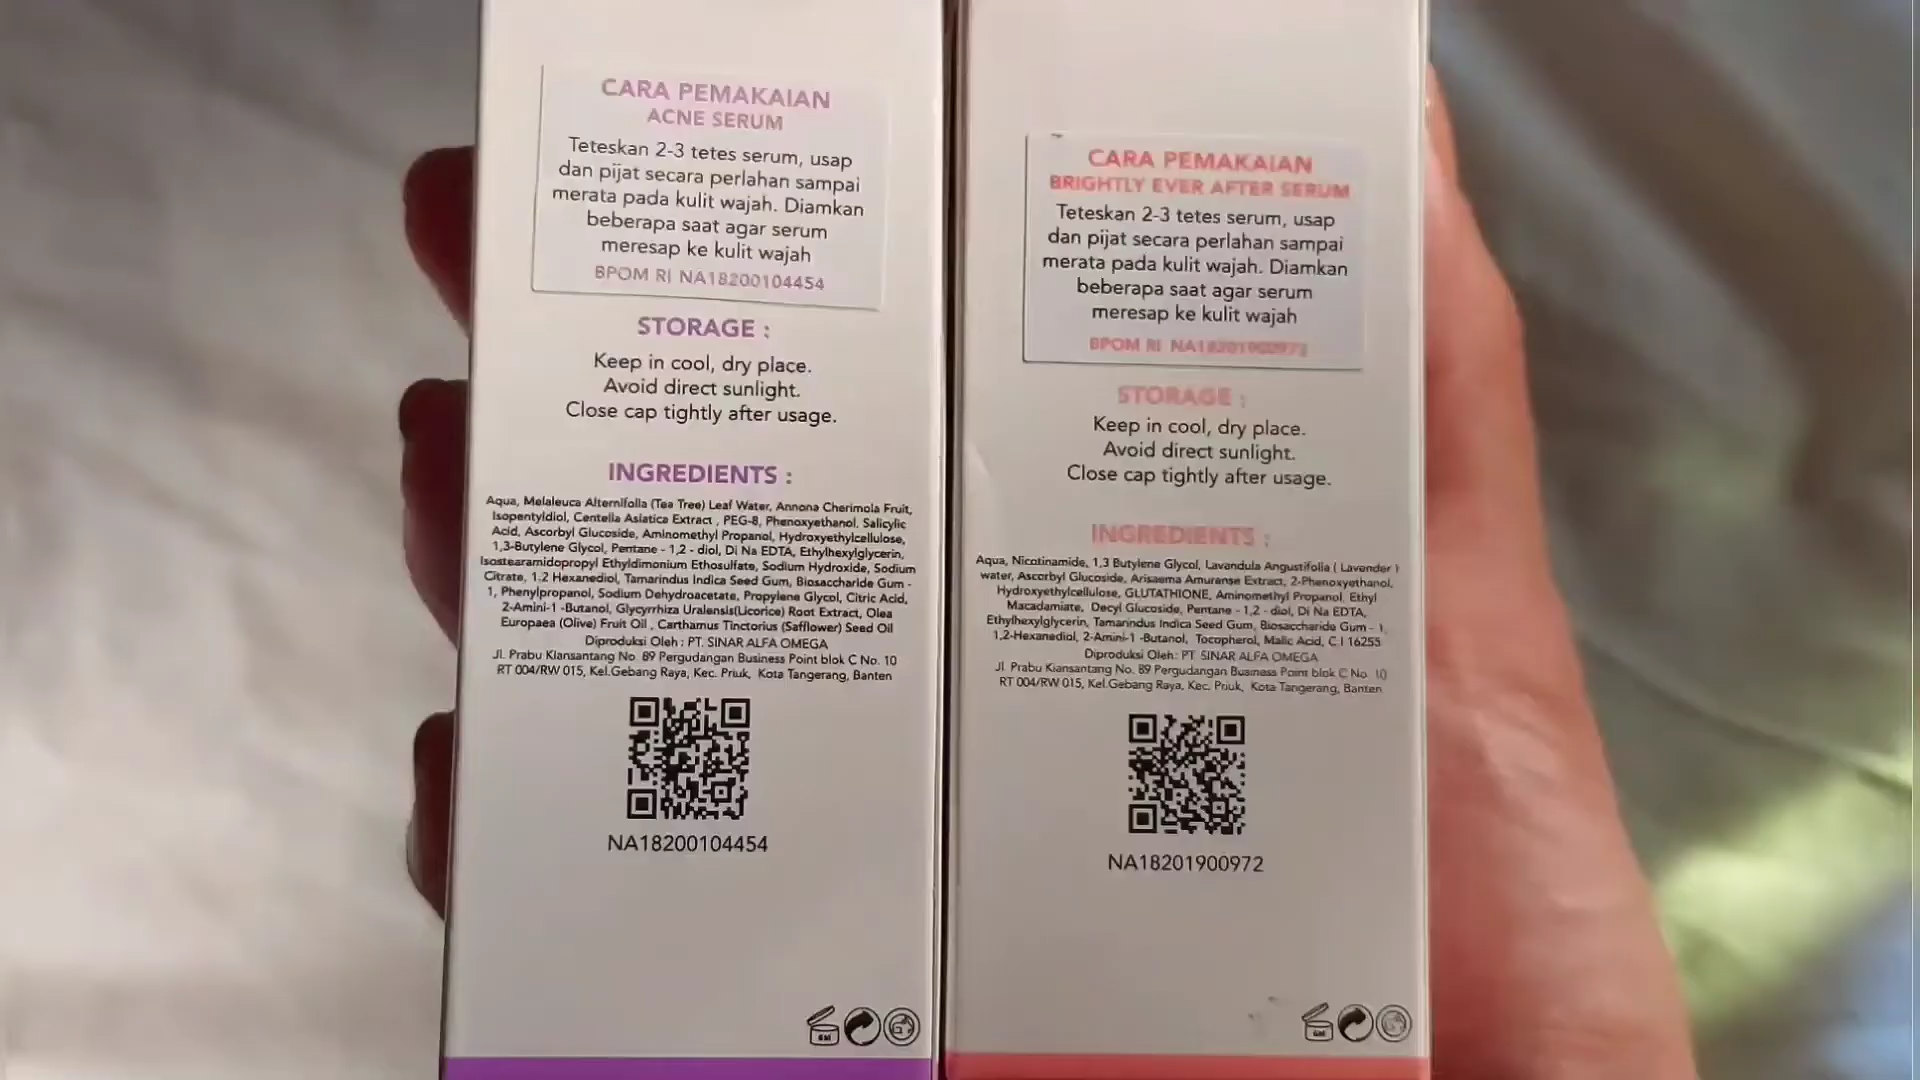 CARA PEMAKAIAN
ACNE SERUM
Teteskan 2-3 tetes serum, usap
dan pijat secara perlahan sampai
merata pada kulit wajah. Diamkan
beberapa saat agar serum
meresap ke kulit wajah
BPOM RI NA18200104454
STORAGE :
Keep in cool, dry place.
Avoid direct sunlight.
Close cap tightly after usage.
INGREDIENTS :
Aqua, Melaleuca Alternifolia (Tea Tree) Leaf Water, Annona Cherimola Fruit,
Isopentyldiol, Centella Asiatica Extract , PEG-8, Phenoxyethanol, Salicylic
Acid, Ascorbyl Glucoside, Aminomethyl Propanol, Hydroxyethylcellulose,
1,3-Butylene Glycol, Pentane - 1,2 - diol, Di Na EDTA, Ethylhexylglycerin,
Isostearamidopropyl Ethyldimonium Ethosulfate, Sodium Hydroxide, Sodium
Citrate, 1.2 Hexanediol, Tamarindus Indica Seed Gum, Biosaccharide Gum -
1, Phenylpropanol, Sodium Dehydroacetate, Propylene Glycol, Citric Acid,
2-Amini-1 -Butanol, Glycyrrhiza Uralensis(Licorice) Root Extract, Olea
Europaea (Olive) Fruit Oil , Carthamus Tinctorius (Safflower) Seed Oil
Diproduksi Oleh : PT. SINAR ALFA OMEGA
Jl. Prabu Kiansantang No. 89 Pergudangan Business Point blok C No. 10
RT 004/RW 015, Kel.Gebang Raya, Kec. Priuk, Kota Tangerang, Banten
NA18200104454
6M
CARA PEMAKAIAN
BRIGHTLY EVER AFTER SERUM
Teteskan 2-3 tetes serum, usap
dan pijat secara perlahan sampai
merata pada kulit wajah. Diamkan
beberapa saat agar serum
meresap ke kulit wajah
BPOM RI NA18201900972
STORAGE :
Keep in cool, dry place.
Avoid direct sunlight.
Close cap tightly after usage.
INGREDIENTS :
Aqua, Nicotinamide, 1,3 Butylene Glycol, Lavandula Angustifolia ( Lavender )
water, Ascorbyl Glucoside, Arisaema Amurense Extract, 2-Phenoxyethanol,
Hydroxyethylcellulose, GLUTATHIONE, Aminomethyl Propanol, Ethyl
Macadamiate, Decyl Glucoside, Pentane - 1,2 - diol, Di Na EDTA,
Ethylhexylglycerin, Tamarindus Indica Seed Gum, Biosaccharide Gum - 1,
1,2-Hexanediol, 2-Amini-1 -Butanol, Tocopherol, Malic Acid, C I 16255
Diproduksi Oleh: PT SINAR ALFA OMEGA
Jl. Prabu Kiansantang No. 89 Pergudangan Business Point blok C No. 10
RT 004/RW 015, Kel.Gebang Raya, Kec. Priuk, Kota Tangerang, Banten
NA18201900972
6M